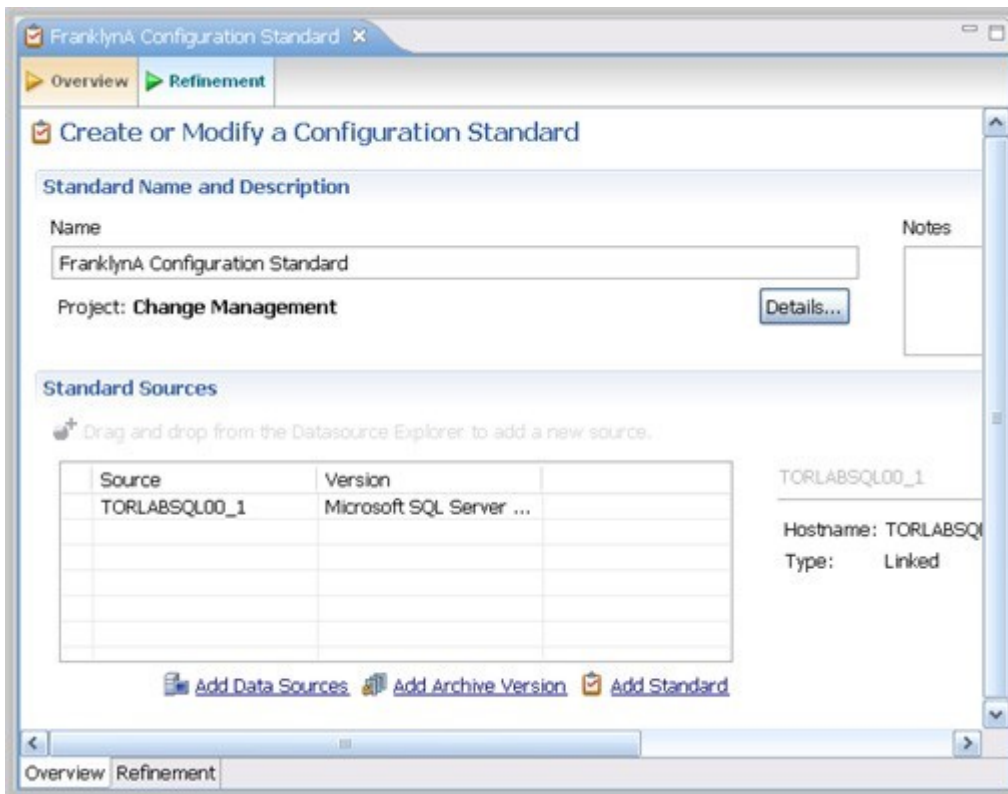 FranklynA Configuration Standard
Overview Refinement
Create or Modify a Configuration Standard
Standard Name and Description
Name
Notes
FranklynA Configuration Standard
Project: Change Management
Details...
Standard Sources
Drag and drop from the Datasource Explorer to add a new source.
Source Version
TORLABSQL00_1 Microsoft SQL Server ...
TORLABSQL00_1
Hostname: TORLABSQL
Type: Linked
Add Data Sources Add Archive Version Add Standard
Overview Refinement